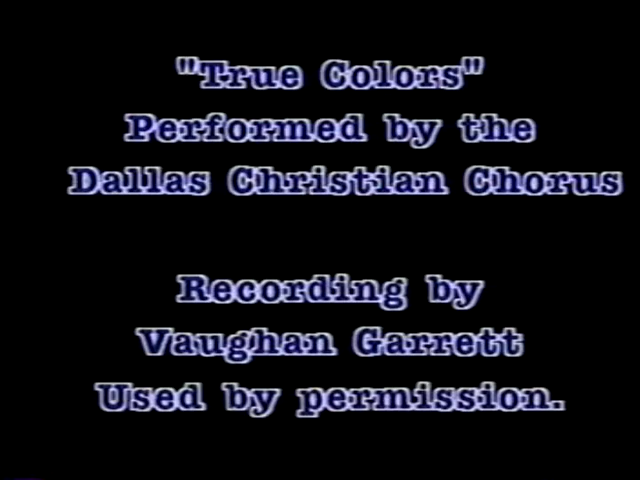 "True Colors"
Performed by the
Dallas Christian Chorus
Recording by
Vaughan Garrett
Used by permission.